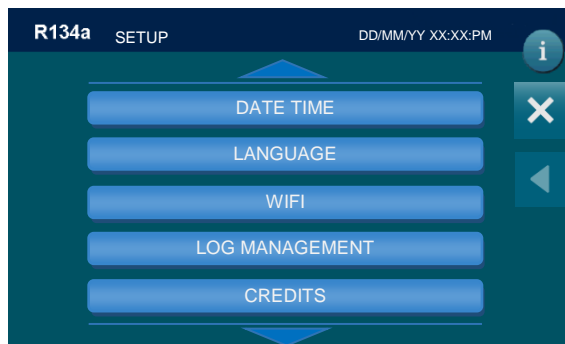 R134a SETUP DD/MM/YY XX:XX:PM
i
DATE TIME
LANGUAGE
WIFI
LOG MANAGEMENT
CREDITS